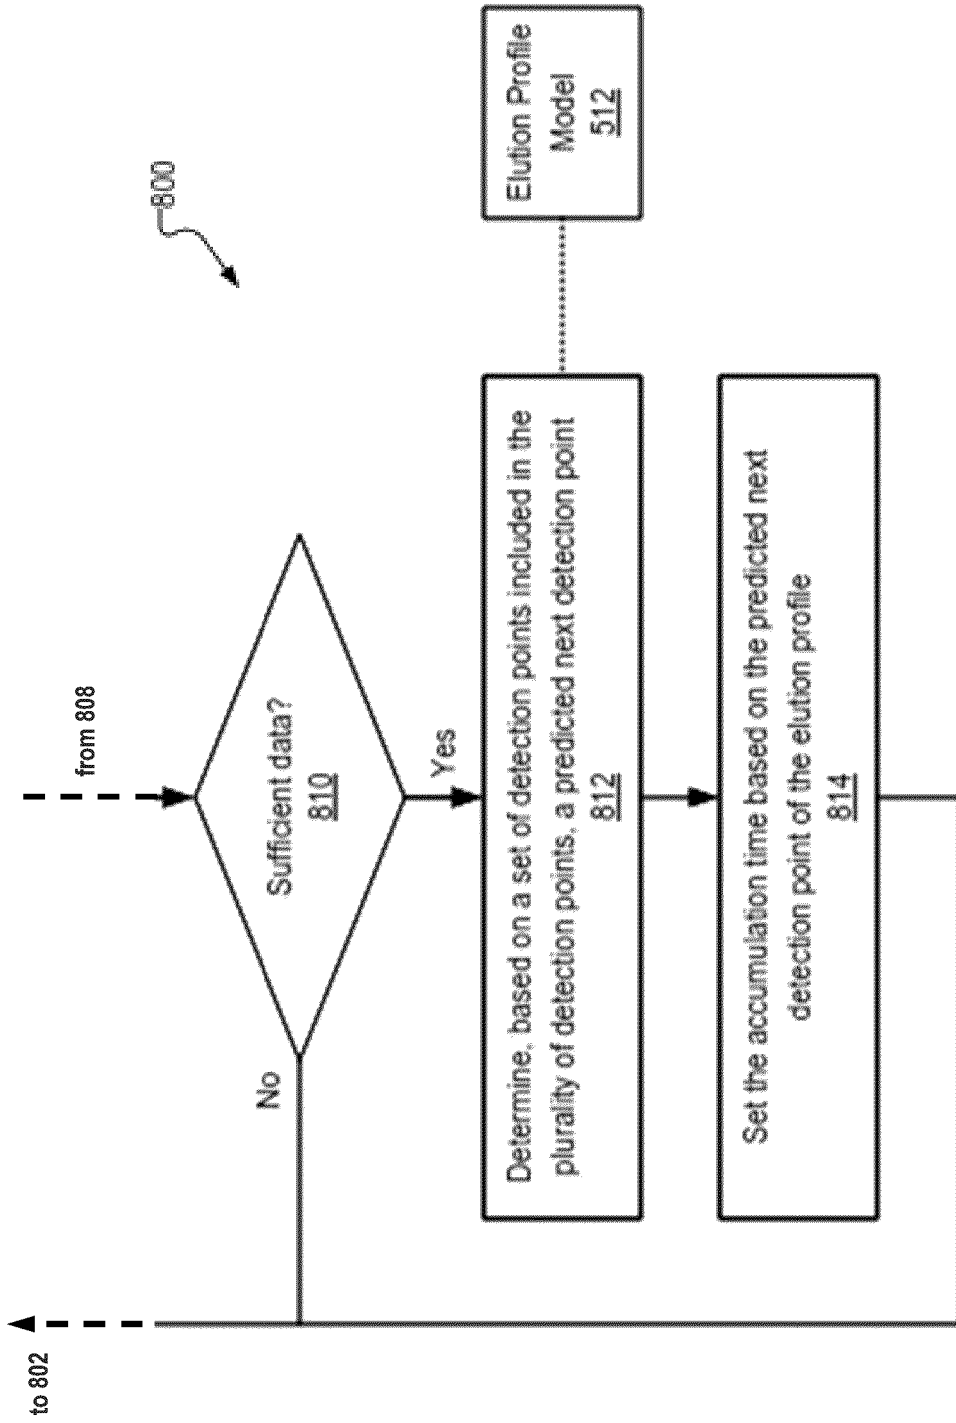 800
from 808
Sufficient data?
810
No
Yes
Determine, based on a set of detection points included in the
plurality of detection points, a predicted next detection point
812
Elution Profile
Model
512
Set the accumulation time based on the predicted next
detection point of the elution profile
814
to 802